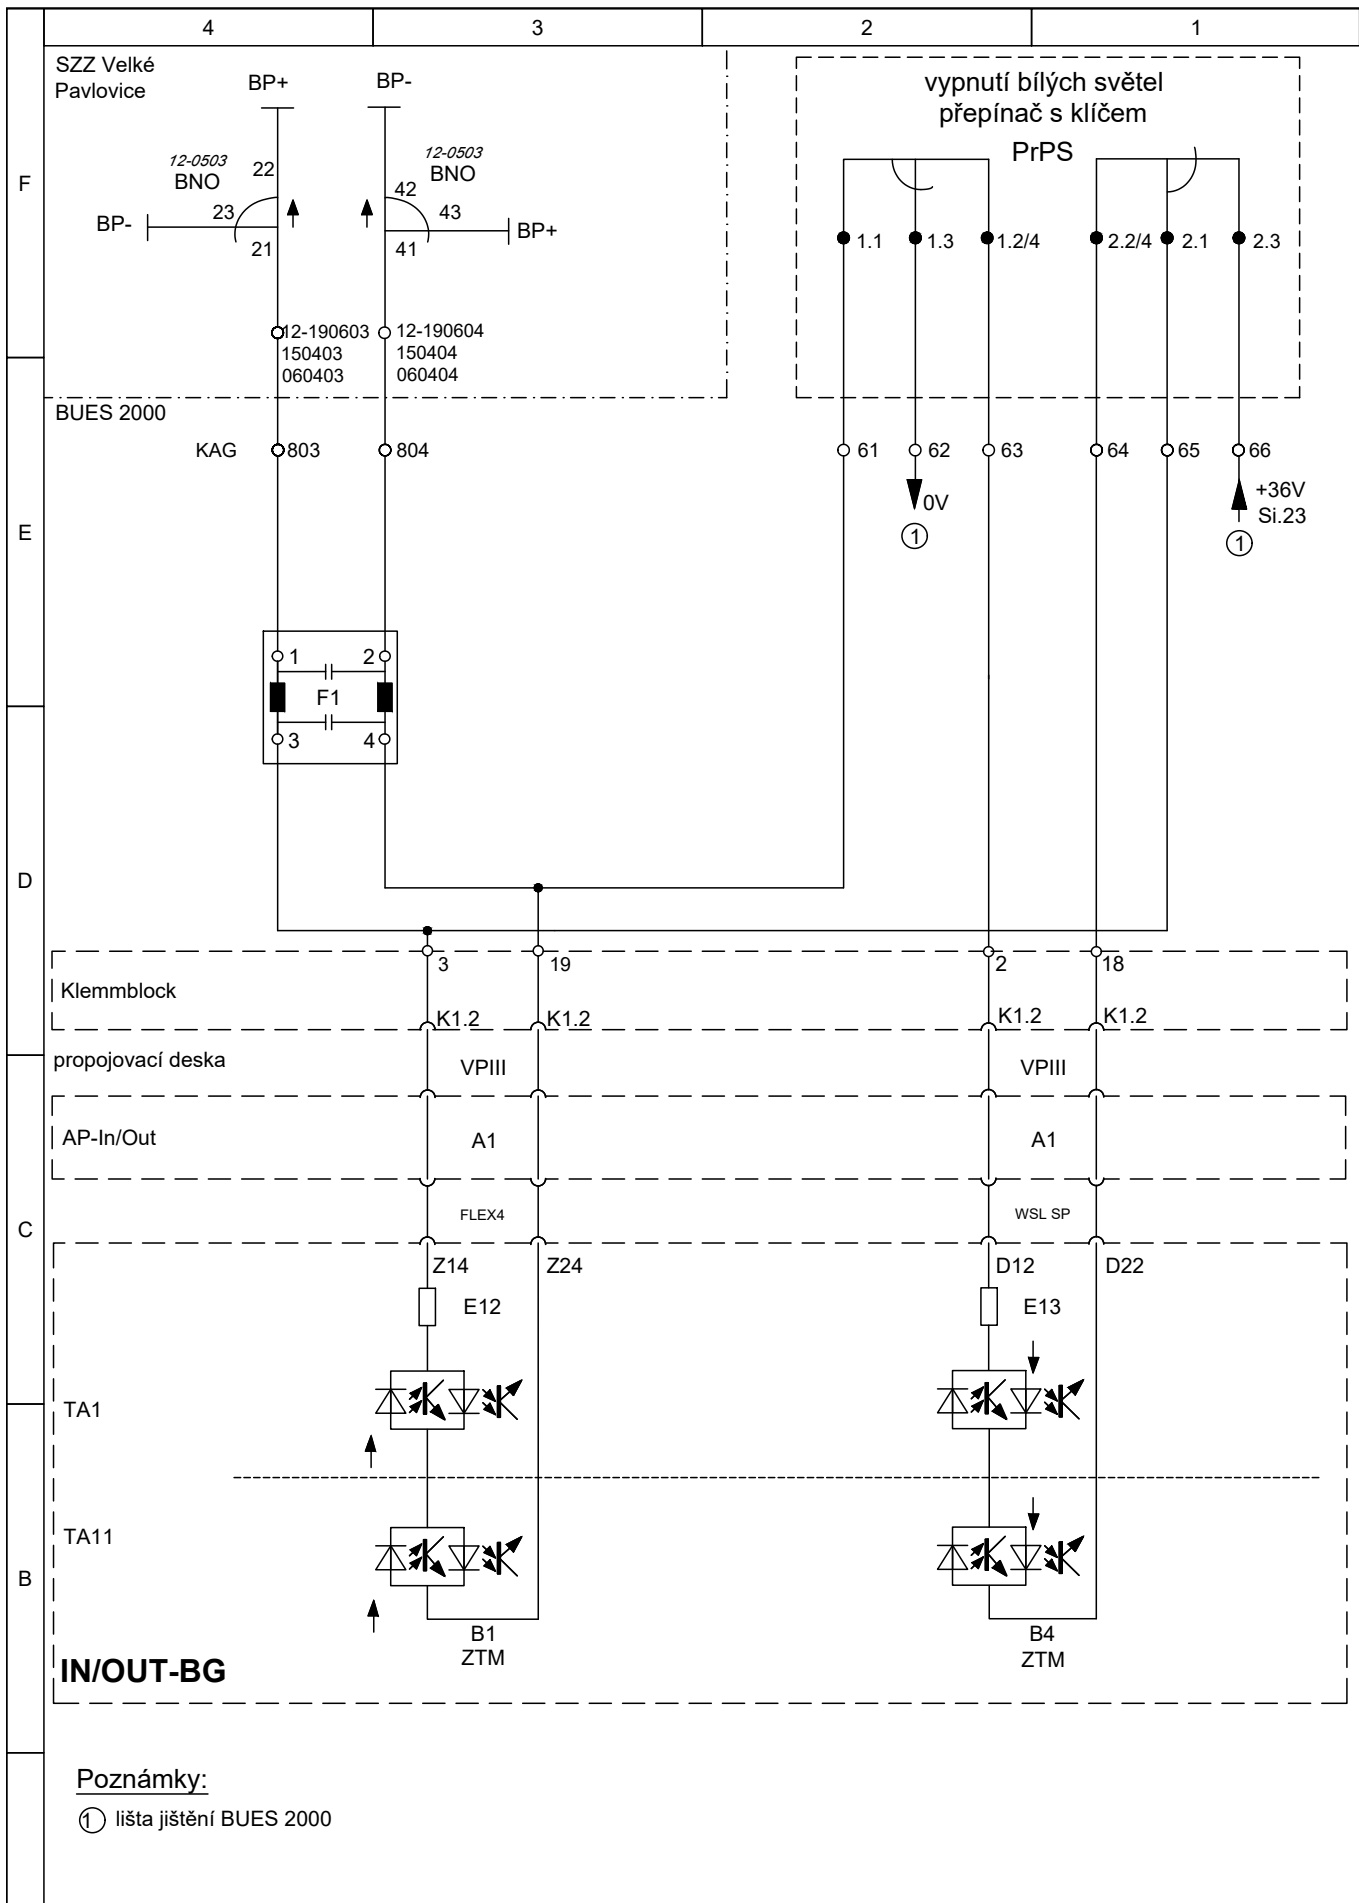 4 3 2 1
SZZ Velké
Pavlovice
BP+ BP-
vypnutí bílých světel
přepínač s klíčem
PrPS
F
12-0503
BNO
22
23
21
BP-
12-0503
BNO
42
43
41
BP+
1.1 1.3 1.2/4 2.2/4 2.1 2.3
12-190603
150403
060403
12-190604
150404
060404
BUES 2000
KAG 803 804 61 62 63 64 65 66
0V
1
+36V
Si.23
1
E
1 2
F1
3 4
D
3 19 2 18
Klemmblock
K1.2 K1.2 K1.2 K1.2
propojovací deska VPIII VPIII
AP-In/Out A1 A1
C
FLEX4 WSL SP
Z14 Z24 D12 D22
E12 E13
TA1
TA11
B
B1
ZTM
B4
ZTM
IN/OUT-BG
Poznámky:
1 lišta jištění BUES 2000